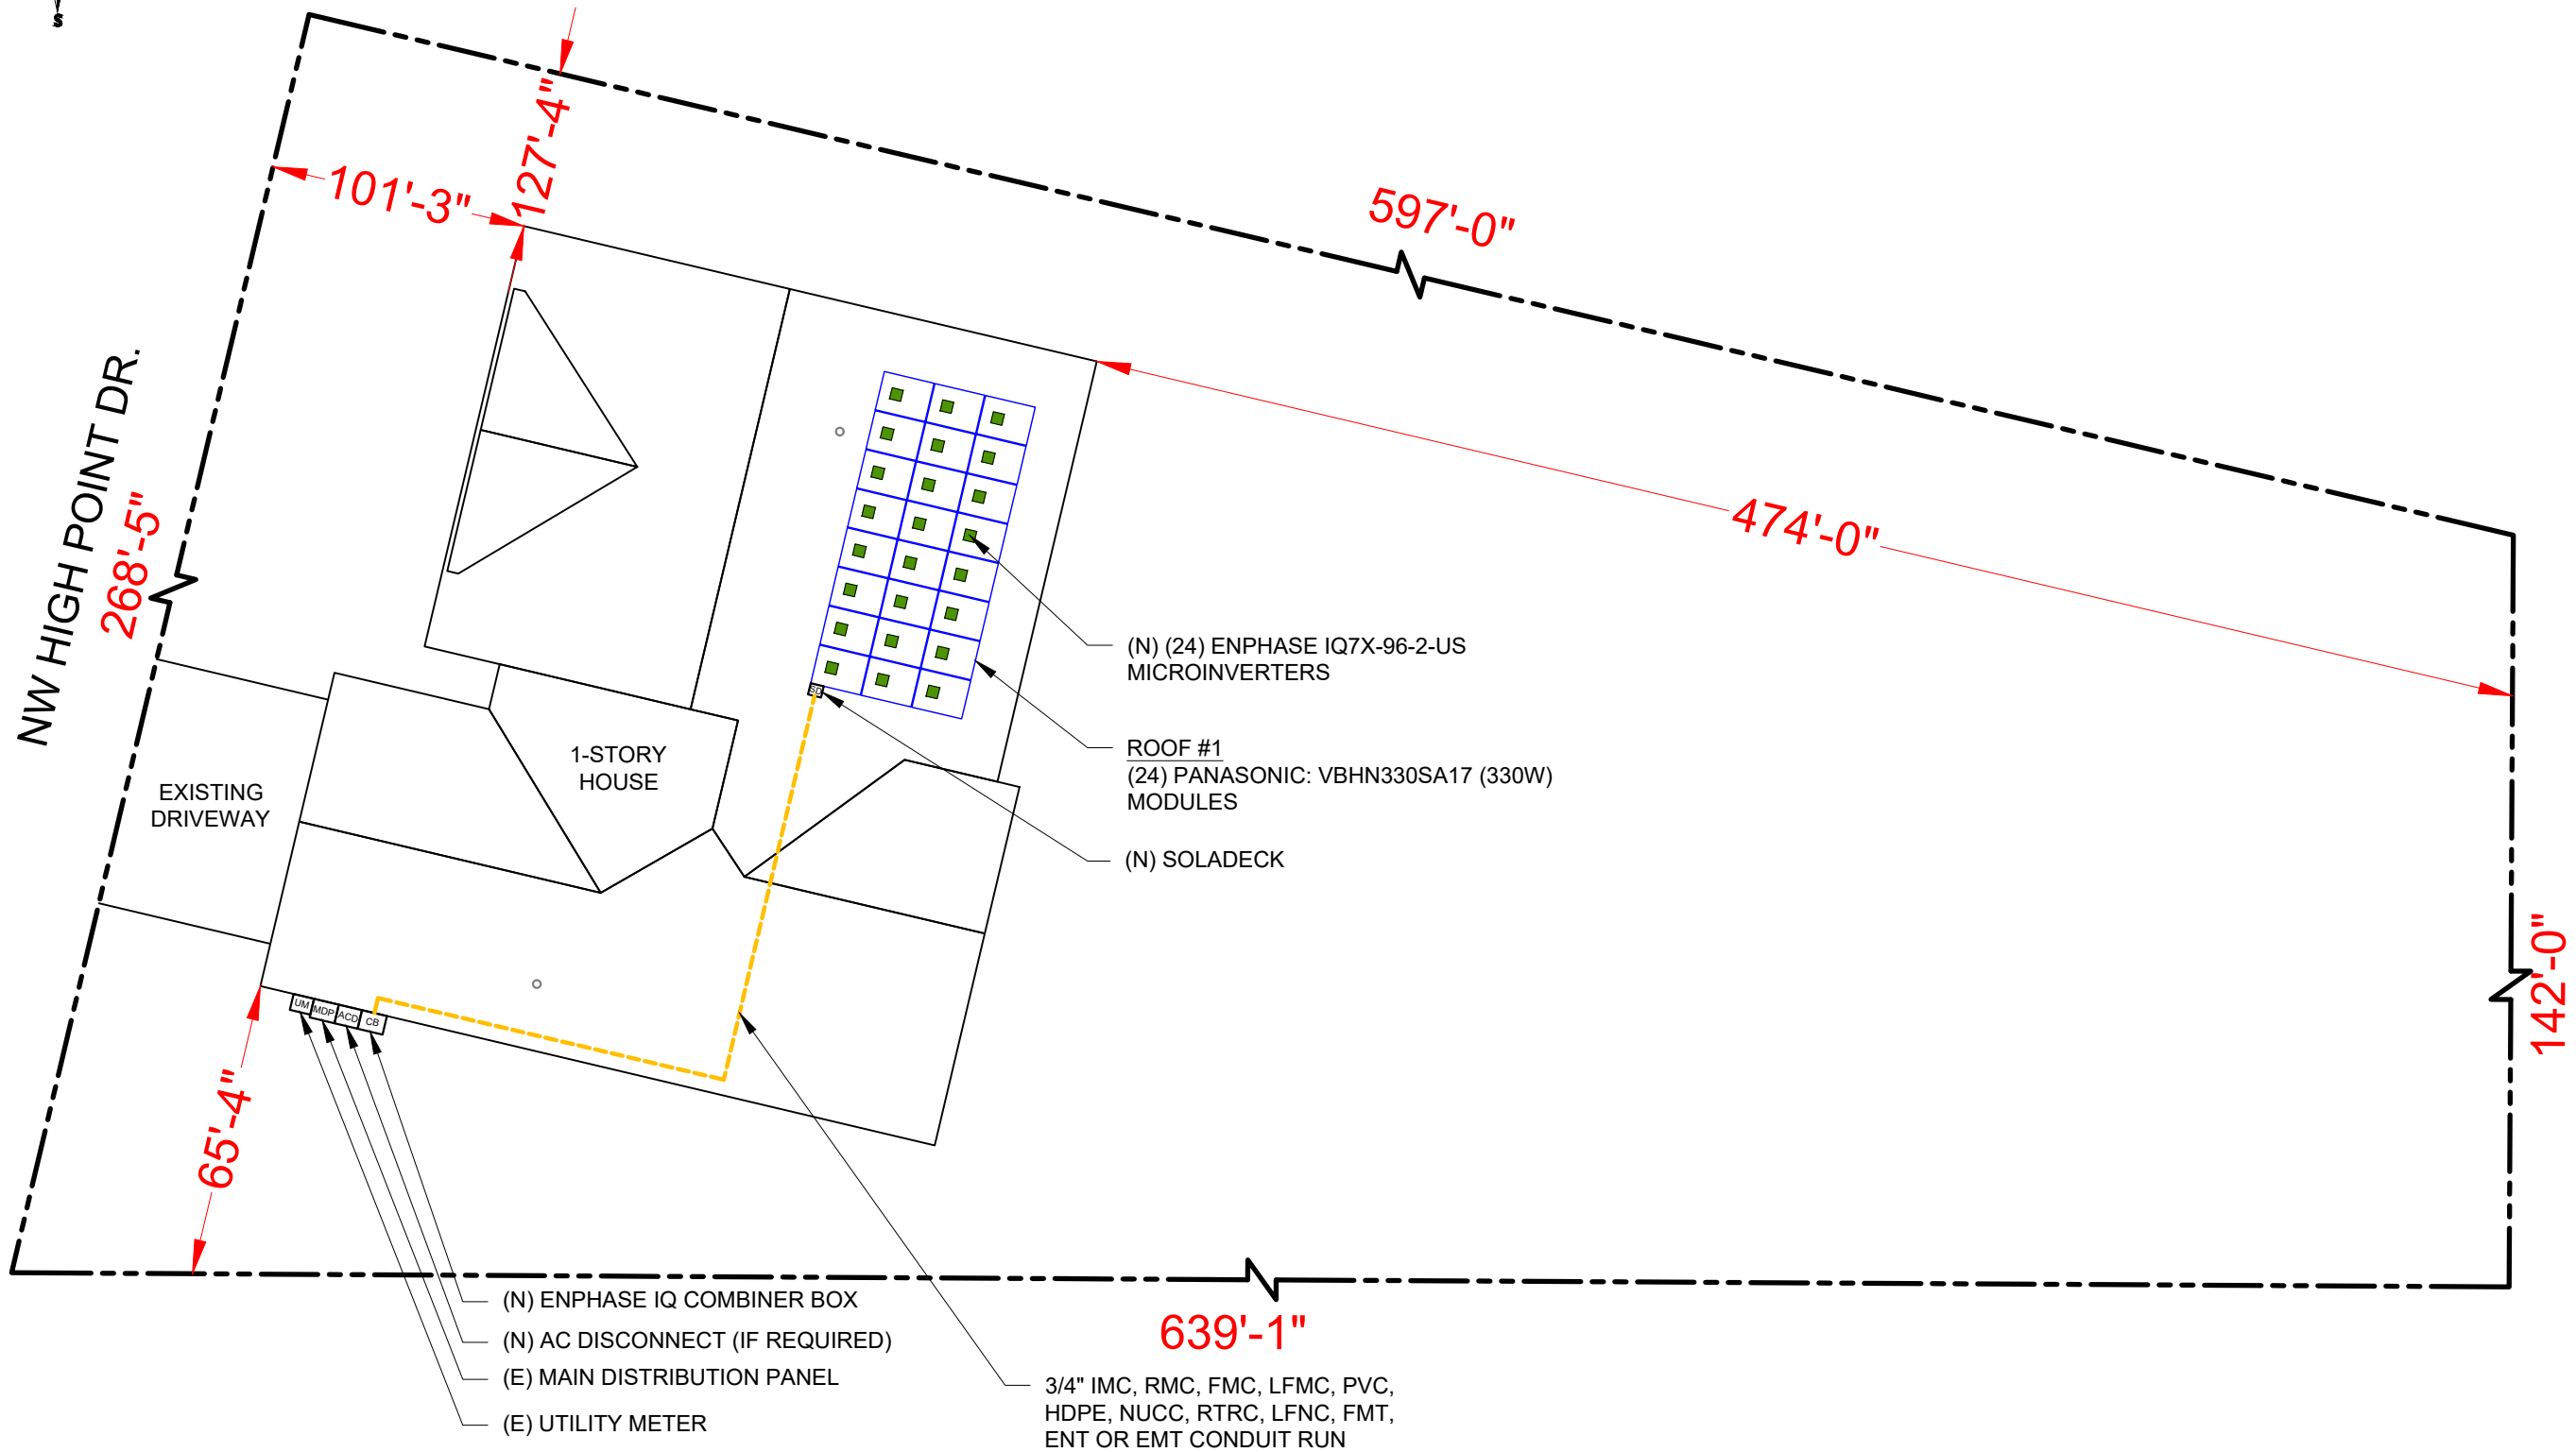 S
127'-4"
101'-3"
597'-0"
474'-0"
NW HIGH POINT DR.
268'-5"
(N) (24) ENPHASE IQ7X-96-2-US
MICROINVERTERS
SD
ROOF #1
(24) PANASONIC: VBHN330SA17 (330W)
MODULES
1-STORY
HOUSE
EXISTING
DRIVEWAY
(N) SOLADECK
142'-0"
UM
MDP
ACD
CB
65'-4"
(N) ENPHASE IQ COMBINER BOX
(N) AC DISCONNECT (IF REQUIRED)
(E) MAIN DISTRIBUTION PANEL
(E) UTILITY METER
639'-1"
3/4" IMC, RMC, FMC, LFMC, PVC,
HDPE, NUCC, RTRC, LFNC, FMT,
ENT OR EMT CONDUIT RUN